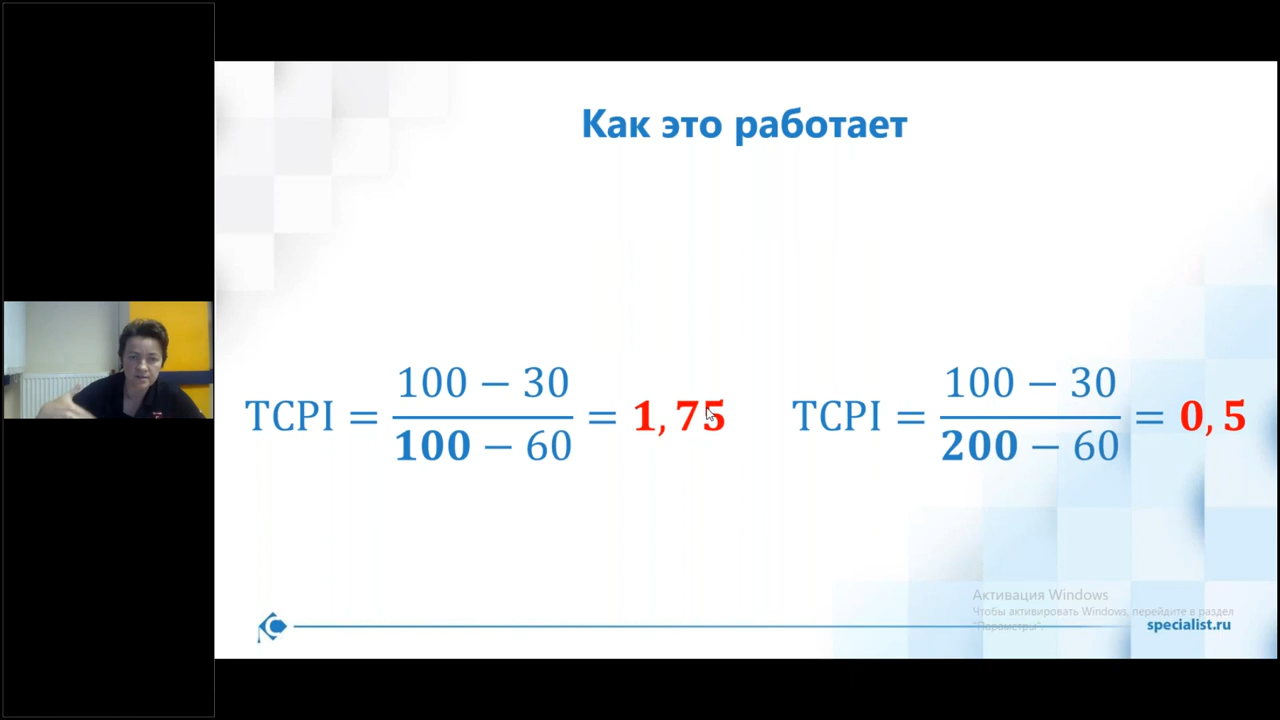 Как это работает
TCPI = (100 − 30) / (100 − 60) = 1,75
TCPI = (100 − 30) / (200 − 60) = 0,5
Активация Windows
Чтобы активировать Windows, перейдите в раздел
"Параметры".
specialist.ru